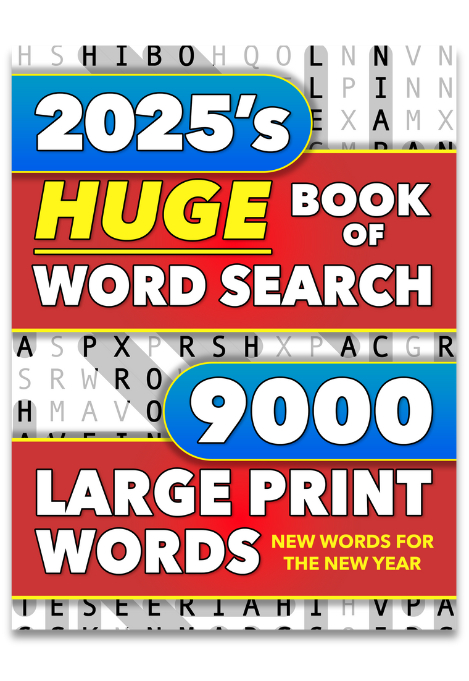 H S H I B O H Q O L N N V N
L P I N N
E X A M X
2025's
HUGE BOOK
OF
WORD SEARCH
A S P X P R S H X P A C G R
S R W R O
H M A V O
9000
LARGE PRINT
WORDS NEW WORDS FOR
THE NEW YEAR
T E S E E R I A H I H V P A